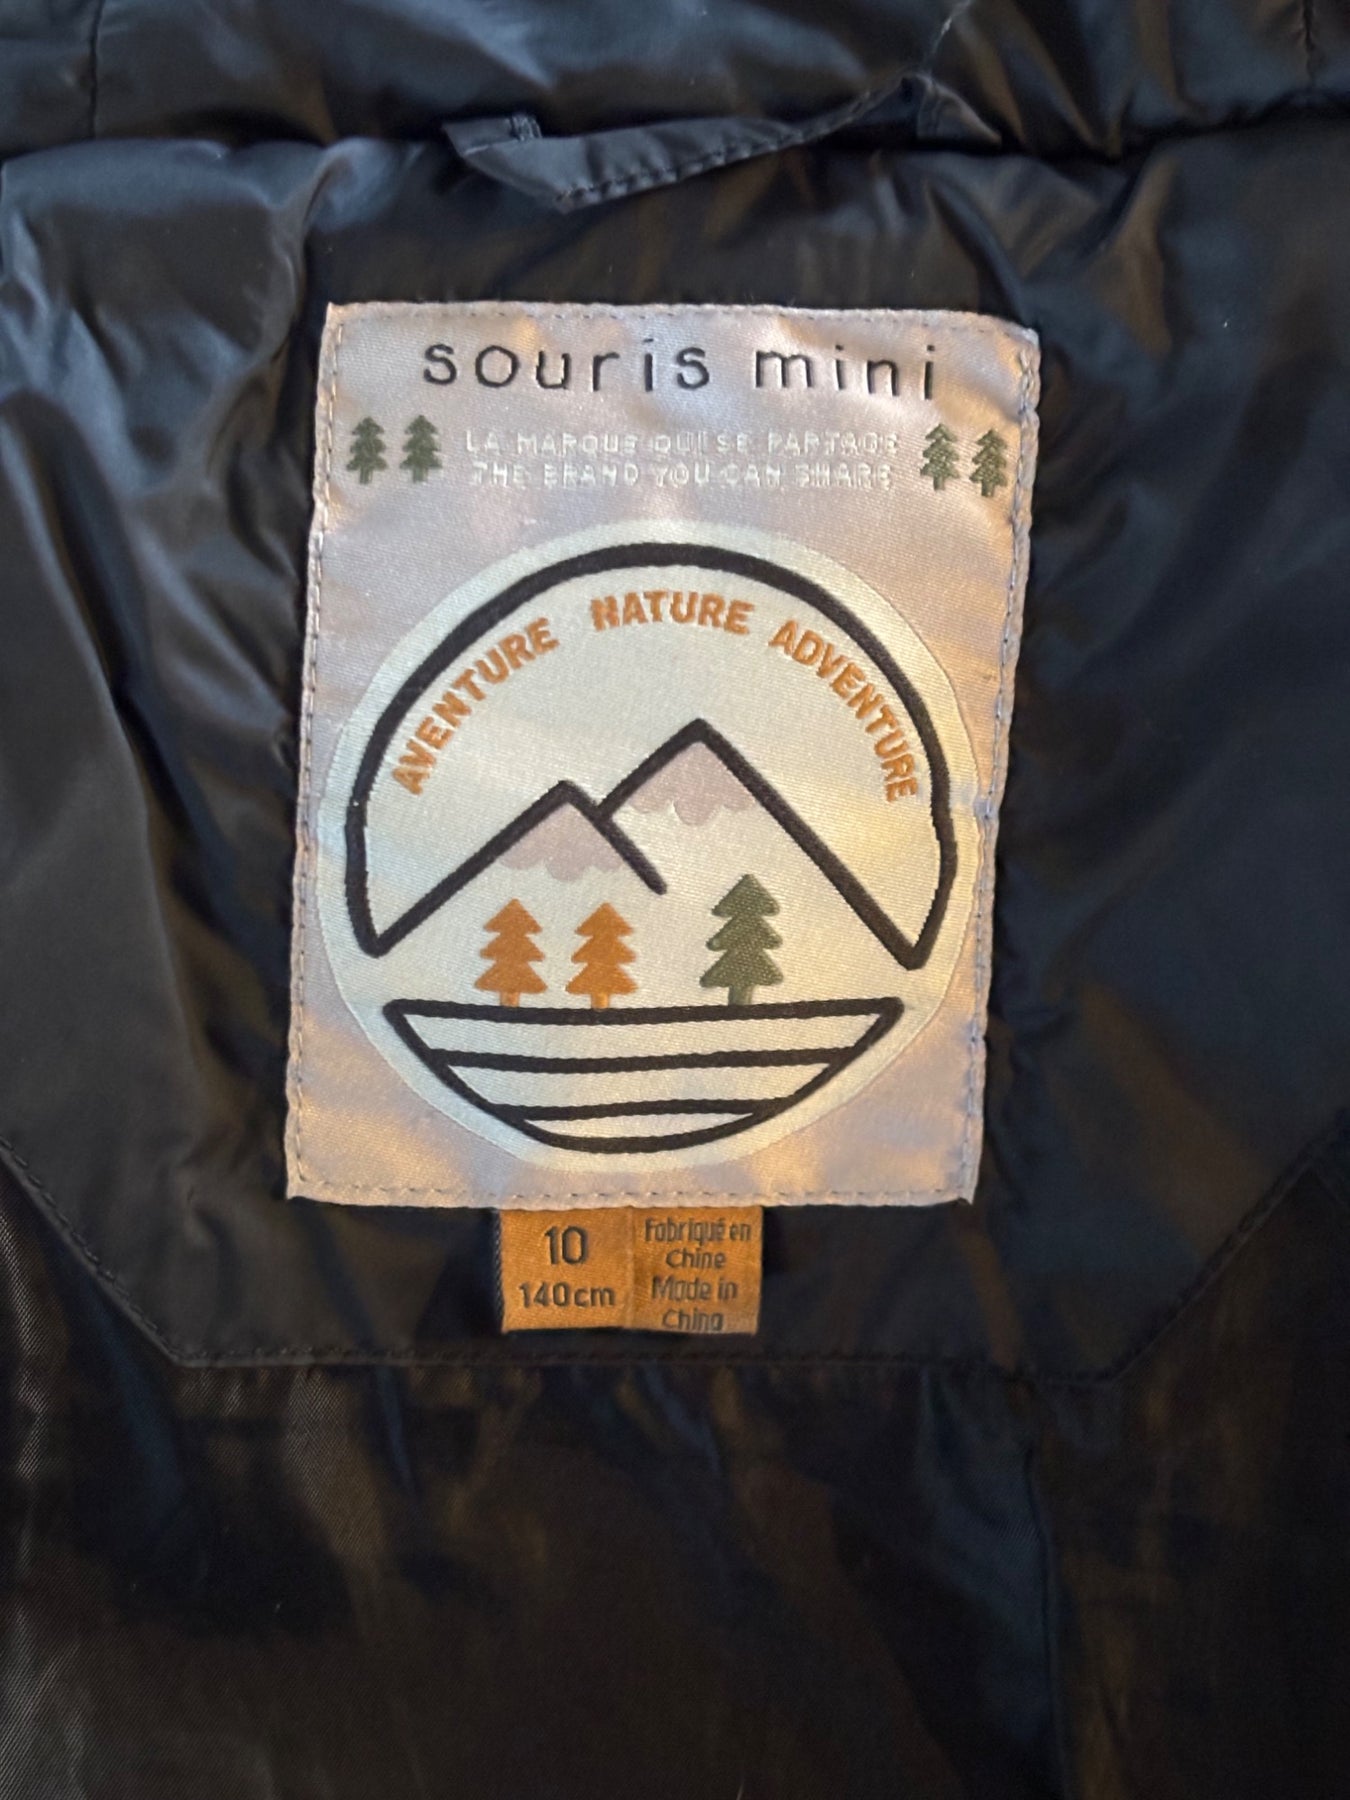 souris mini
LA MARQUE QUI SE PARTAGE
THE BRAND YOU CAN SHARE
AVENTURE NATURE ADVENTURE
10
140cm
Fabriqué en
Chine
Made in
China